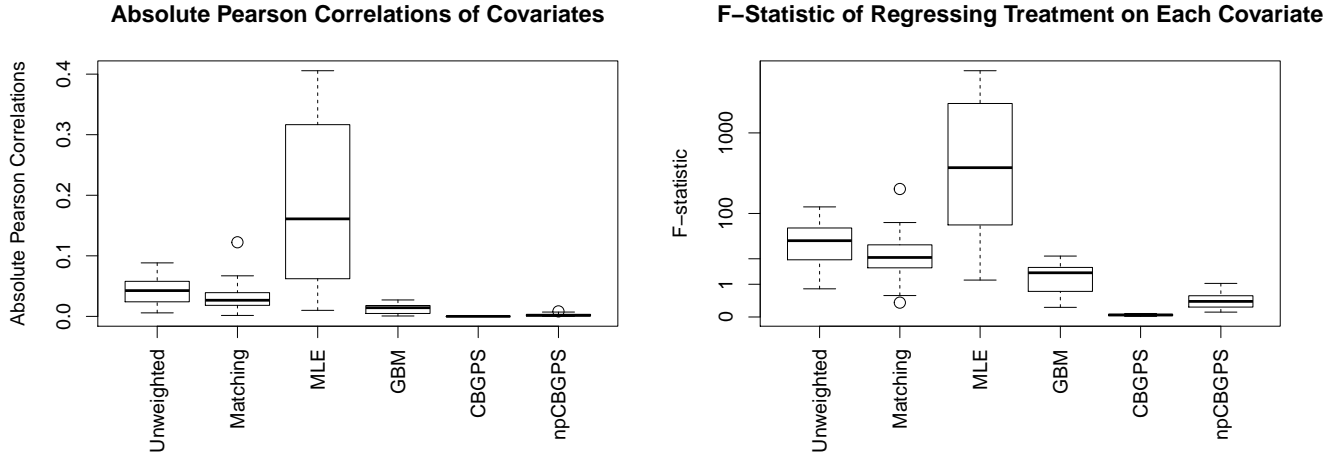 Absolute Pearson Correlations of Covariates
Absolute Pearson Correlations
0.4
0.3
0.2
0.1
0.0
Unweighted
Matching
MLE
GBM
CBGPS
npCBGPS
F−Statistic of Regressing Treatment on Each Covariate
F−statistic
1000
100
1
0
Unweighted
Matching
MLE
GBM
CBGPS
npCBGPS